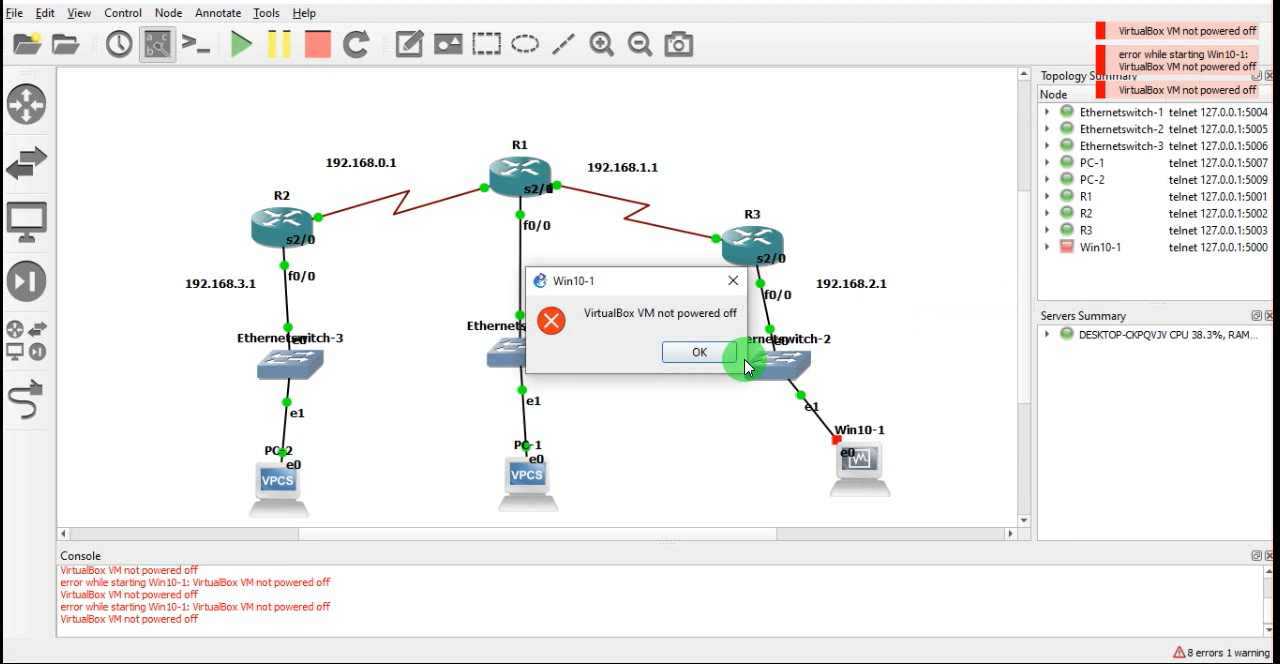 File Edit View Control Node Annotate Tools Help
VirtualBox VM not powered off
error while starting Win10-1:
VirtualBox VM not powered off
VirtualBox VM not powered off
Topology Summary
Node
Ethernetswitch-1 telnet 127.0.0.1:5004
Ethernetswitch-2 telnet 127.0.0.1:5005
Ethernetswitch-3 telnet 127.0.0.1:5006
PC-1 telnet 127.0.0.1:5007
PC-2 telnet 127.0.0.1:5009
R1 telnet 127.0.0.1:5001
R2 telnet 127.0.0.1:5002
R3 telnet 127.0.0.1:5003
Win10-1 telnet 127.0.0.1:5000
Servers Summary
DESKTOP-CKPQVJV CPU 38.3%, RAM...
R1
192.168.0.1
192.168.1.1
R2
R3
s2/0
f0/0
s2/0
s2/0
f0/0
f0/0
192.168.3.1
192.168.2.1
Win10-1
VirtualBox VM not powered off
OK
Ethernetswitch-3
e1
e1
e1
PC-2
e0
VPCS
PC-1
e0
VPCS
Win10-1
e0
Console
VirtualBox VM not powered off
error while starting Win10-1: VirtualBox VM not powered off
VirtualBox VM not powered off
error while starting Win10-1: VirtualBox VM not powered off
VirtualBox VM not powered off
8 errors 1 warning